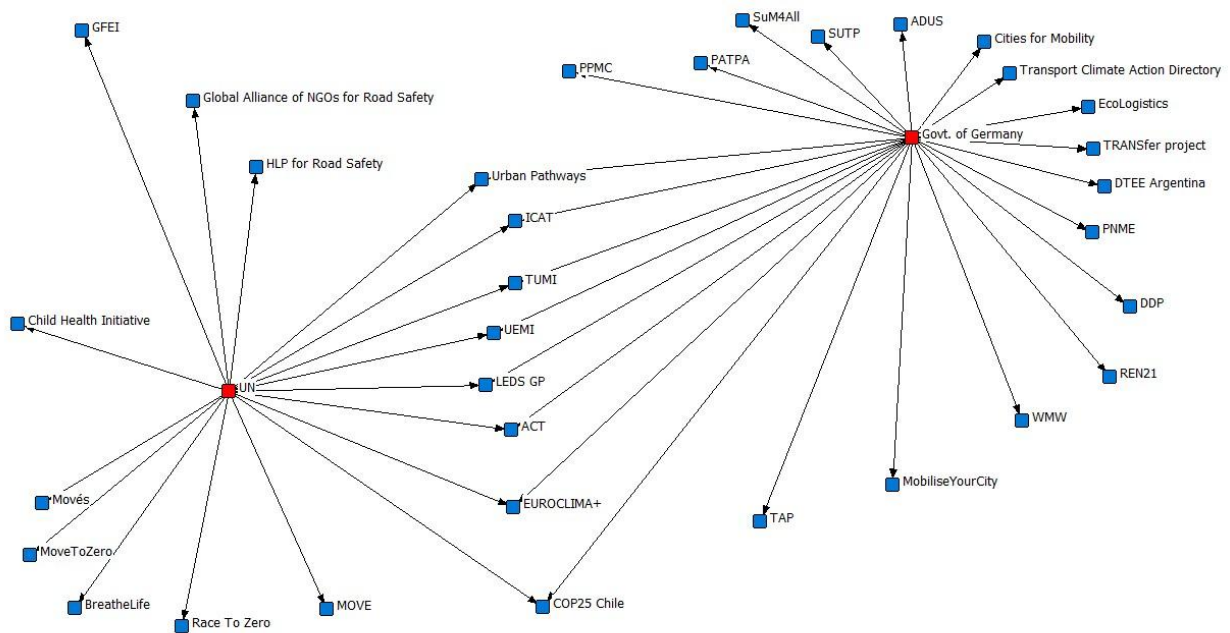 GFEI
SuM4All
ADUS
SUTP
Cities for Mobility
PPMC
PATPA
Transport Climate Action Directory
Global Alliance of NGOs for Road Safety
EcoLogistics
Govt. of Germany
TRANSfer project
HLP for Road Safety
Urban Pathways
DTEE Argentina
ICAT
PNME
TUMI
DDP
Child Health Initiative
UEMI
UN
LEDS GP
REN21
ACT
WMW
Movés
EUROCLIMA+
MobiliseYourCity
TAP
MoveToZero
BreatheLife
MOVE
COP25 Chile
Race To Zero